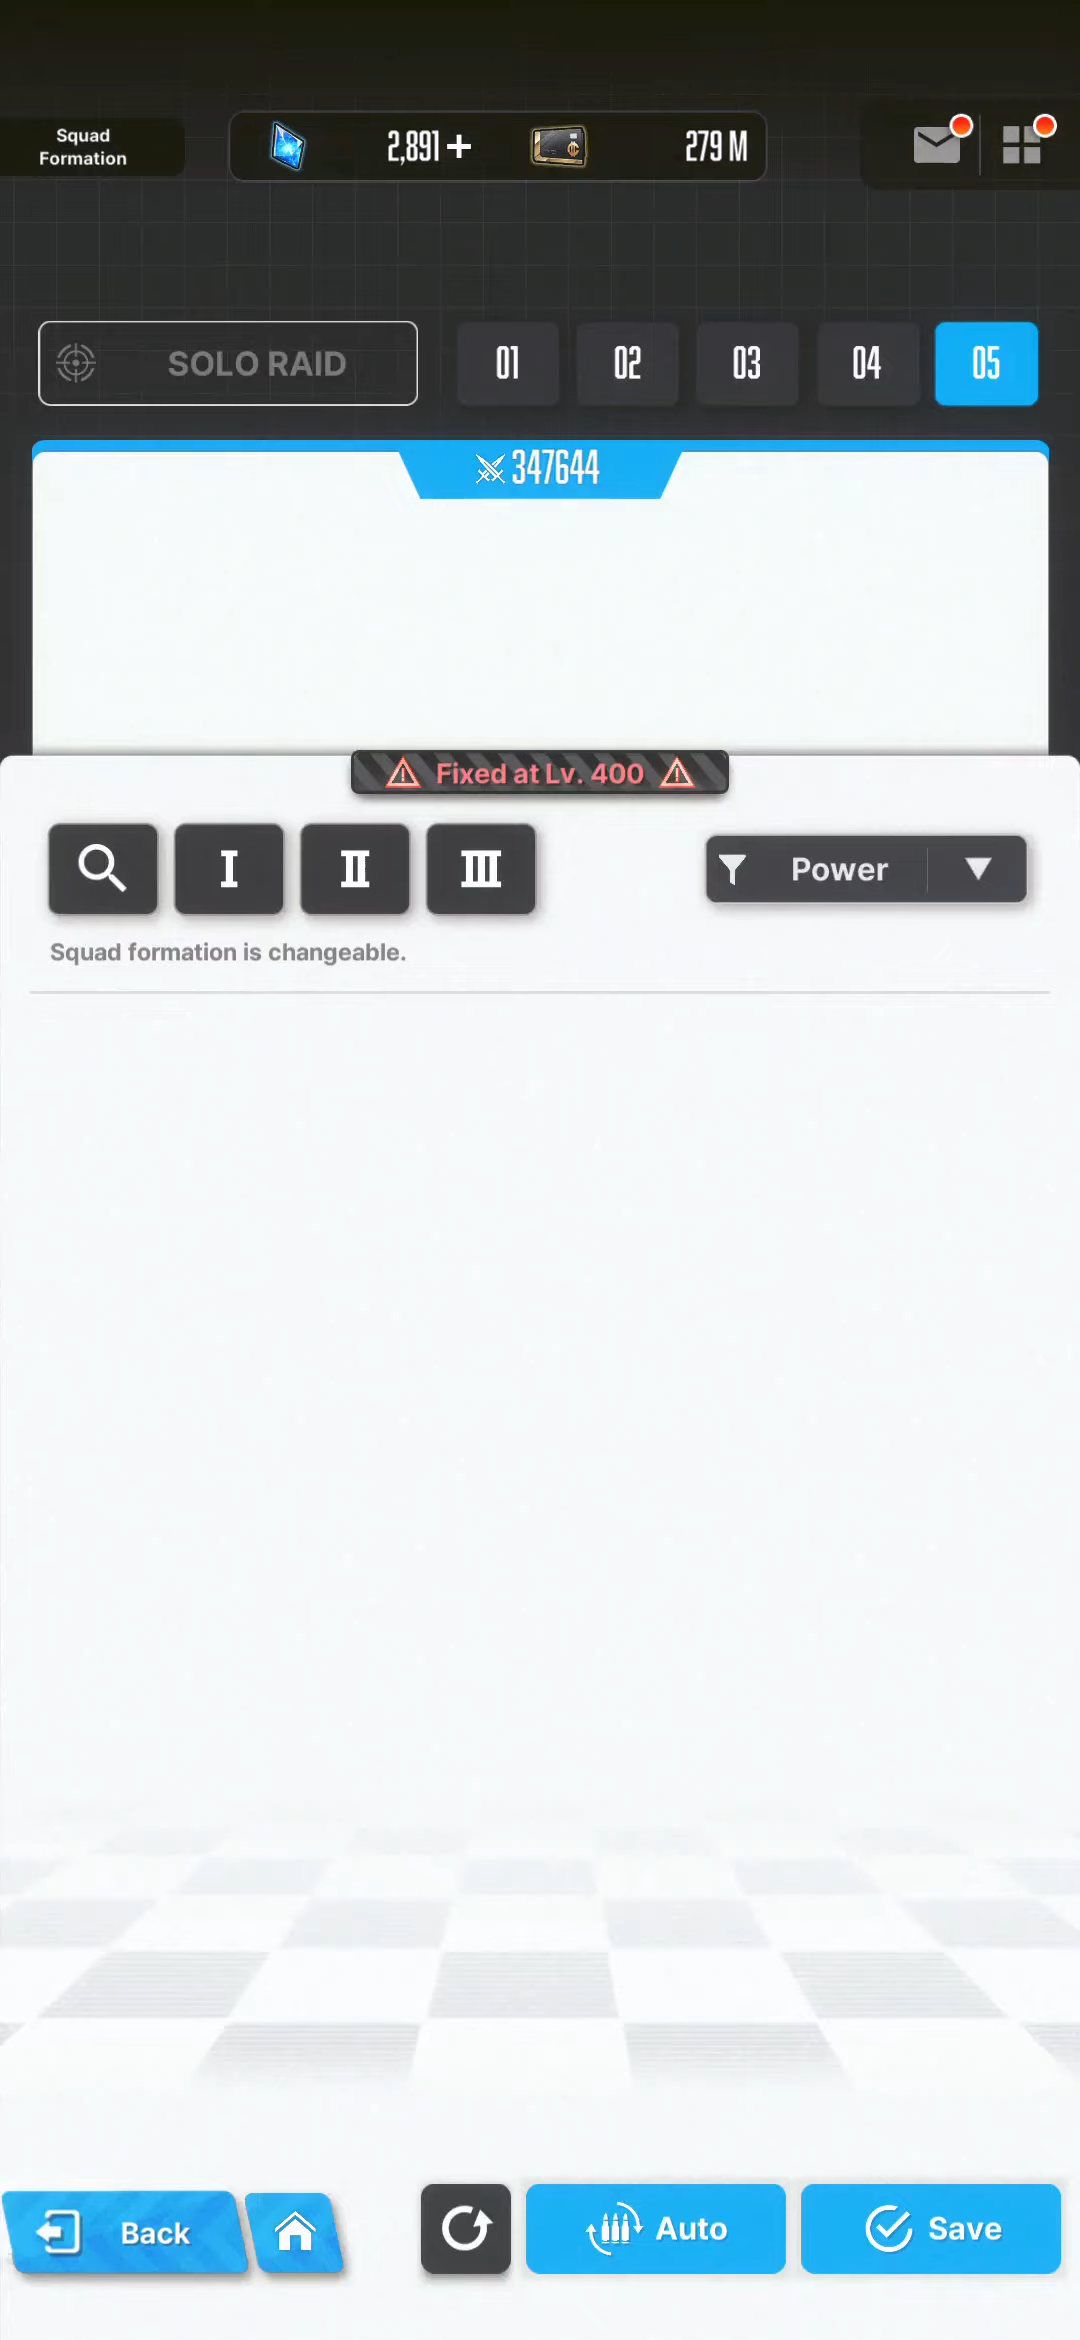 Squad
Formation
2,891
279 M
SOLO RAID
01
02
03
04
05
347644
Fixed at Lv. 400
I
II
III
Power
Squad formation is changeable.
Back
Auto
Save